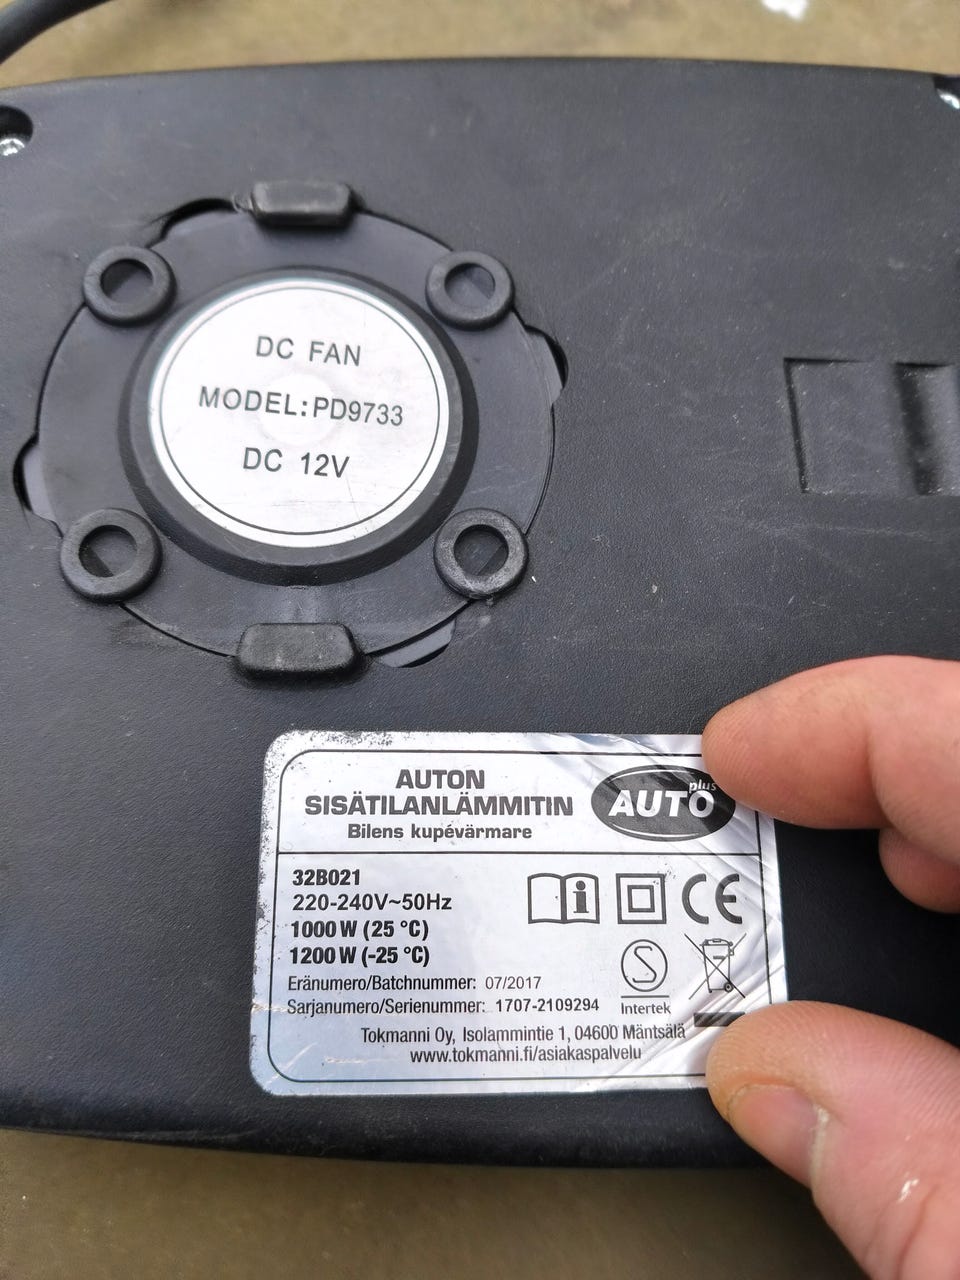 DC FAN
MODEL:PD9733
DC 12V
AUTON
SISÄTILANLÄMMITIN
Bilens kupévärmare
AUTO plus
32B021
220-240V~50Hz
1000 W (25 °C)
1200 W (-25 °C)
CE
S
Intertek
Eränumero/Batchnummer: 07/2017
Sarjanumero/Serienummer: 1707-2109294
Tokmanni Oy, Isolammintie 1, 04600 Mäntsälä
www.tokmanni.fi/asiakaspalvelu